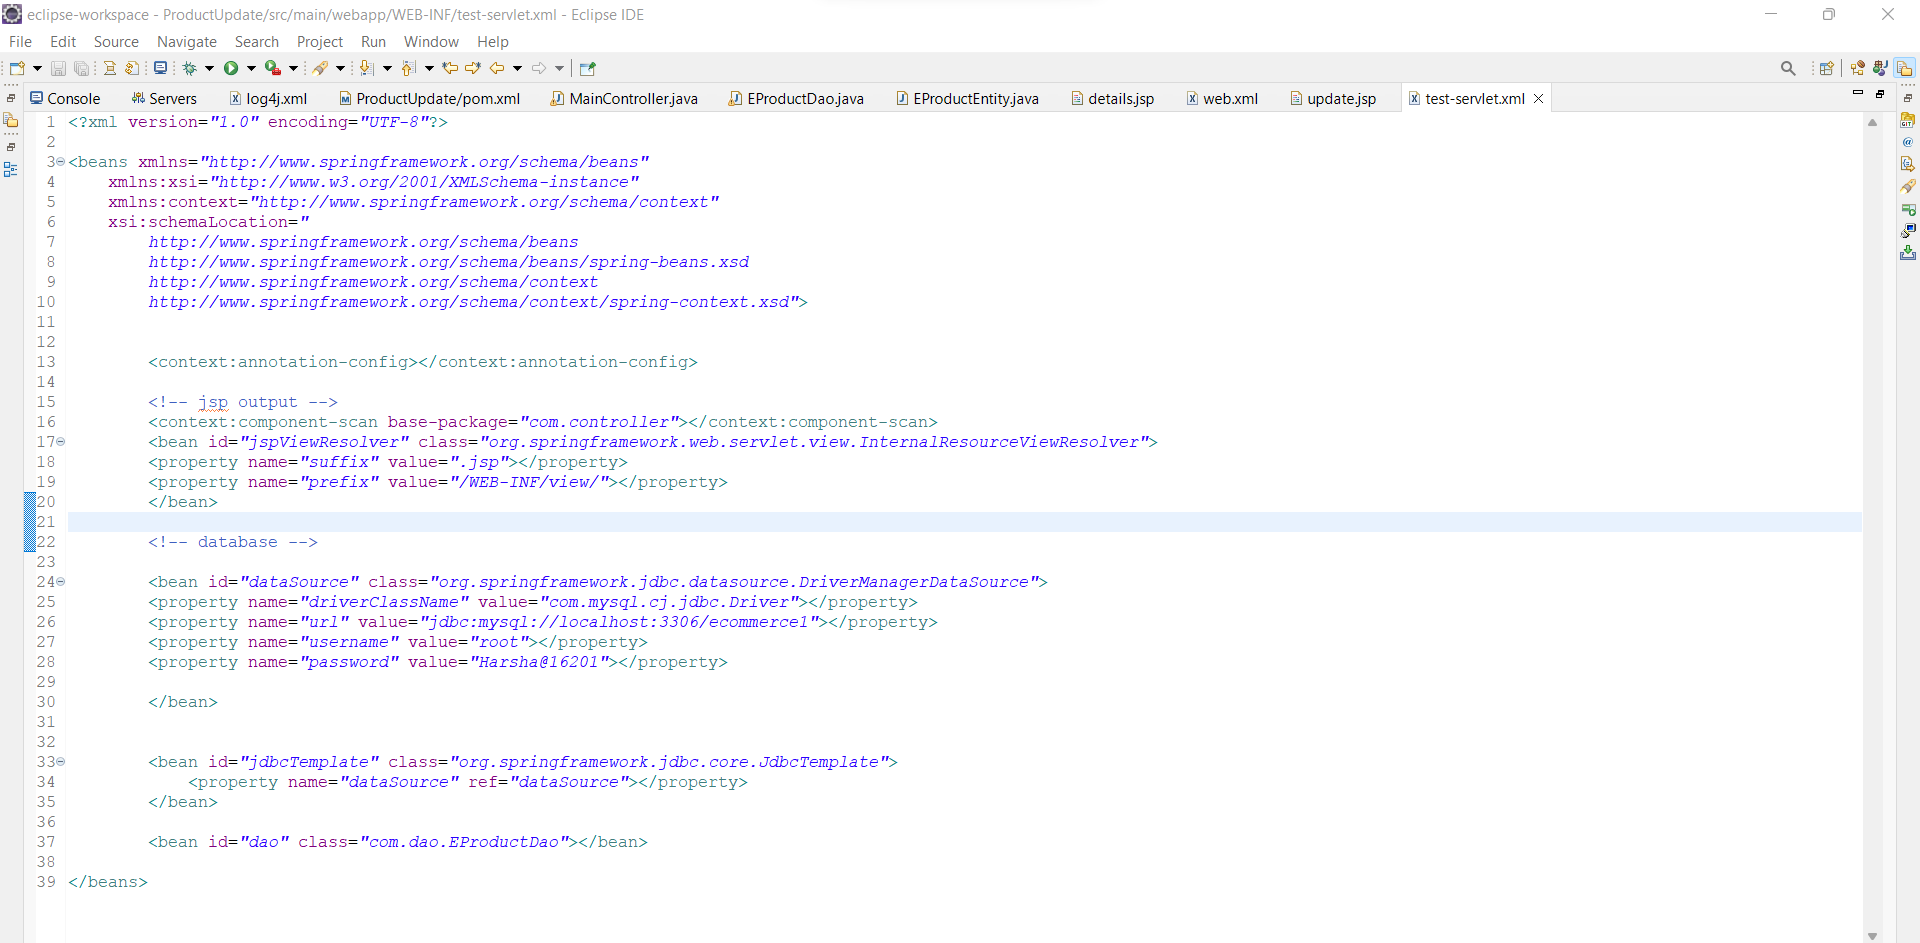 eclipse-workspace - ProductUpdate/src/main/webapp/WEB-INF/test-servlet.xml - Eclipse IDE
File Edit Source Navigate Search Project Run Window Help
Console Servers log4j.xml ProductUpdate/pom.xml MainController.java EProductDao.java EProductEntity.java details.jsp web.xml update.jsp test-servlet.xml
1 <?xml version="1.0" encoding="UTF-8"?>
2
3 <beans xmlns="http://www.springframework.org/schema/beans"
4 xmlns:xsi="http://www.w3.org/2001/XMLSchema-instance"
5 xmlns:context="http://www.springframework.org/schema/context"
6 xsi:schemaLocation="
7 http://www.springframework.org/schema/beans
8 http://www.springframework.org/schema/beans/spring-beans.xsd
9 http://www.springframework.org/schema/context
10 http://www.springframework.org/schema/context/spring-context.xsd">
11
12
13 <context:annotation-config></context:annotation-config>
14
15 <!-- jsp output -->
16 <context:component-scan base-package="com.controller"></context:component-scan>
17 <bean id="jspViewResolver" class="org.springframework.web.servlet.view.InternalResourceViewResolver">
18 <property name="suffix" value=".jsp"></property>
19 <property name="prefix" value="/WEB-INF/view/"></property>
20 </bean>
21
22 <!-- database -->
23
24 <bean id="dataSource" class="org.springframework.jdbc.datasource.DriverManagerDataSource">
25 <property name="driverClassName" value="com.mysql.cj.jdbc.Driver"></property>
26 <property name="url" value="jdbc:mysql://localhost:3306/ecommerce1"></property>
27 <property name="username" value="root"></property>
28 <property name="password" value="Harsha@16201"></property>
29
30 </bean>
31
32
33 <bean id="jdbcTemplate" class="org.springframework.jdbc.core.JdbcTemplate">
34 <property name="dataSource" ref="dataSource"></property>
35 </bean>
36
37 <bean id="dao" class="com.dao.EProductDao"></bean>
38
39 </beans>